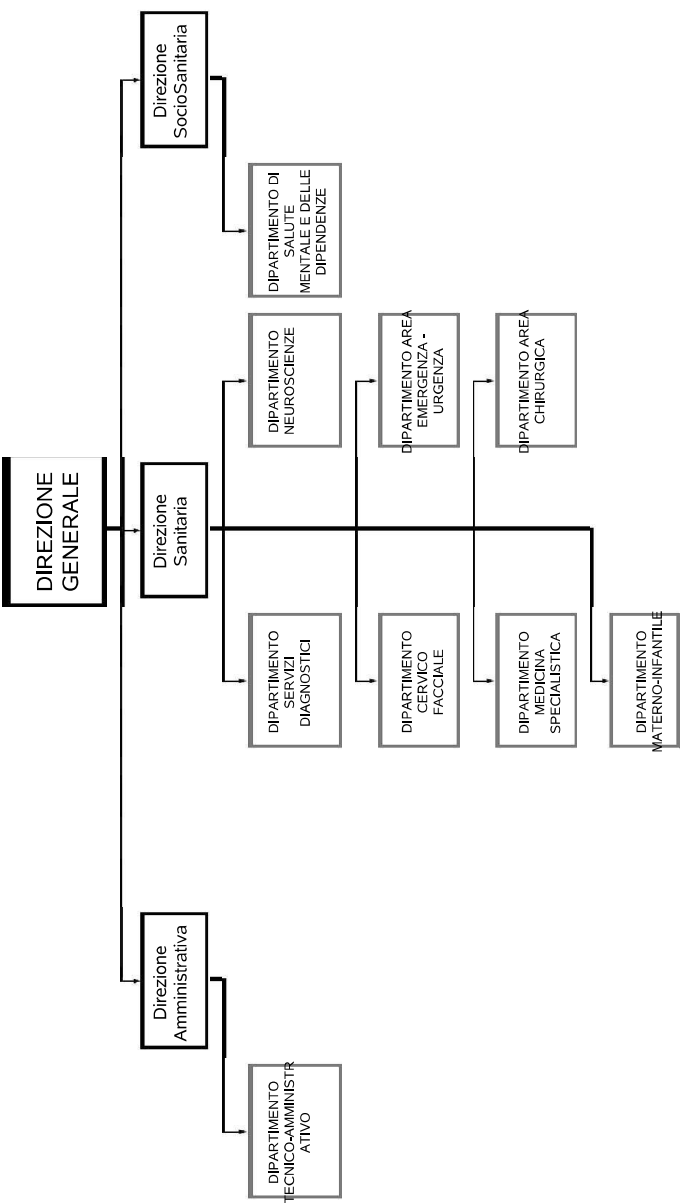 DIREZIONE
GENERALE
Direzione
Amministrativa
Direzione
Sanitaria
Direzione
SocioSanitaria
DIPARTIMENTO
TECNICO-AMMINISTR
ATIVO
DIPARTIMENTO
SERVIZI
DIAGNOSTICI
DIPARTIMENTO
NEUROSCIENZE
DIPARTIMENTO DI
SALUTE
MENTALE E DELLE
DIPENDENZE
DIPARTIMENTO
CERVICO
FACCIALE
DIPARTIMENTO AREA
EMERGENZA -
URGENZA
DIPARTIMENTO
MEDICINA
SPECIALISTICA
DIPARTIMENTO AREA
CHIRURGICA
DIPARTIMENTO
MATERNO-INFANTILE